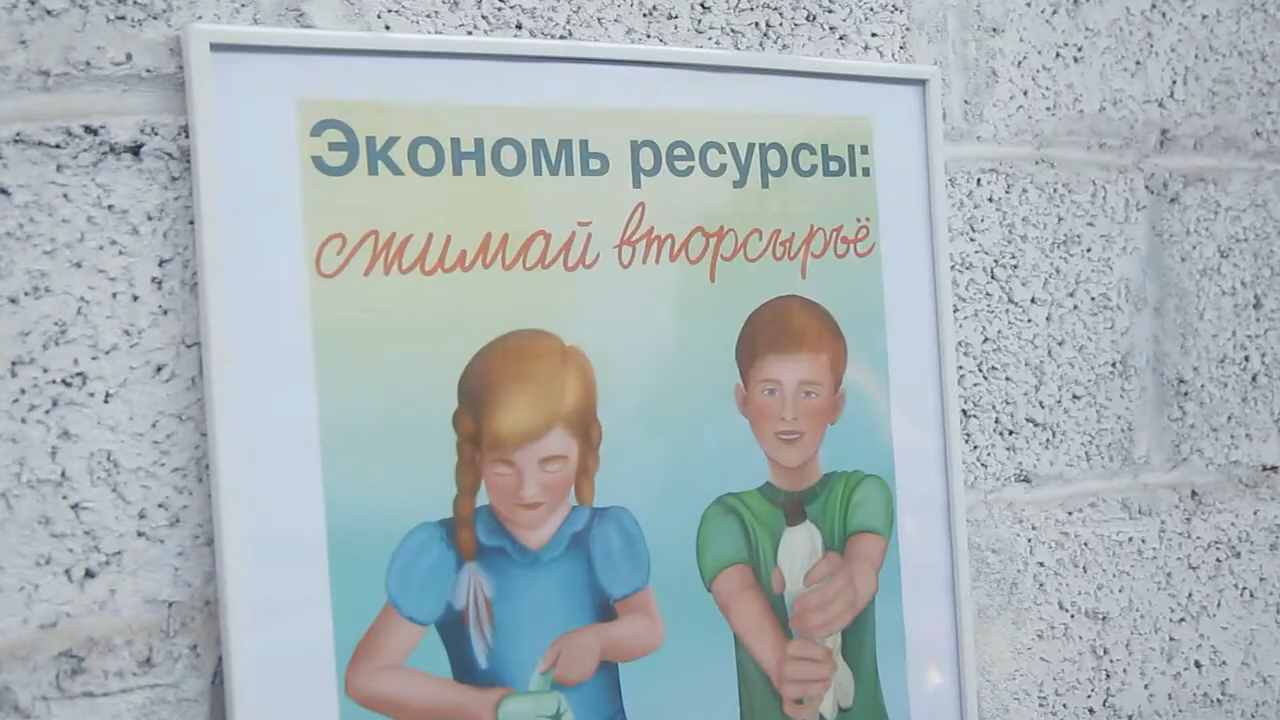 Экономь ресурсы:
сжимай вторсырьё